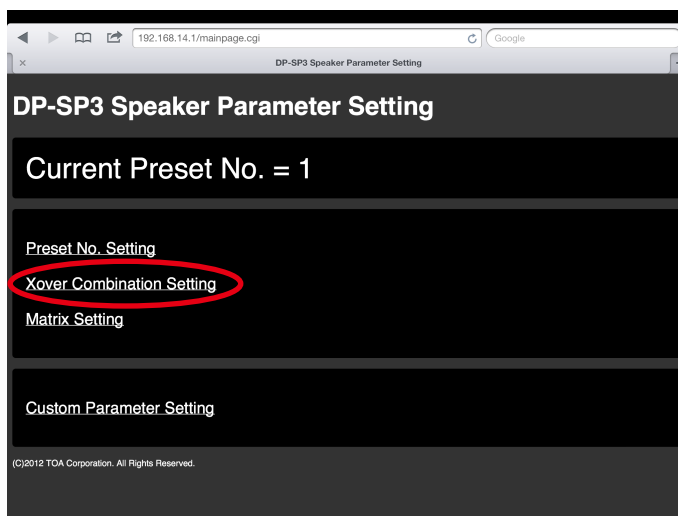 192.168.14.1/mainpage.cgi
Google
DP-SP3 Speaker Parameter Setting
DP-SP3 Speaker Parameter Setting
Current Preset No. = 1
Preset No. Setting
Xover Combination Setting
Matrix Setting
Custom Parameter Setting
(C)2012 TOA Corporation. All Rights Reserved.